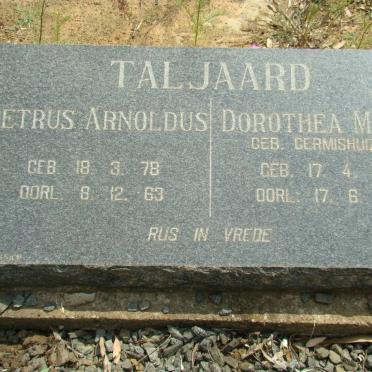 TALJAARD
ETRUS ARNOLDUS
GEB 18 3 78
OORL. 8. 12. 63
DOROTHEA M
GEB. GERMISHUIZ
GEB. 17 4.
OORL: 17. 6
RUS IN VREDE